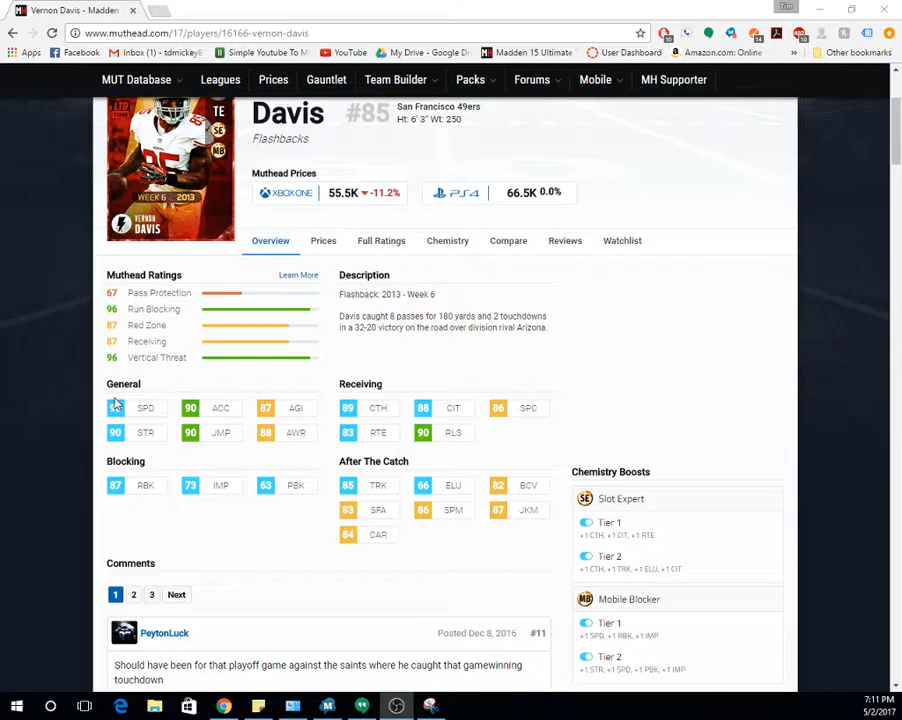 Vernon Davis - Madden
Tim
www.muthead.com/17/players/16166-vernon-davis
Apps Facebook Inbox (1) - tdmickey5 Simple Youtube To M YouTube My Drive - Google Dr Madden 15 Ultimate T User Dashboard Amazon.com: Online Other bookmarks
MUT Database Leagues Prices Gauntlet Team Builder Packs Forums Mobile MH Supporter
LTD
TE
SE
MB
WEEK 6 2013
VERNON
DAVIS
Davis #85 San Francisco 49ers
Ht: 6' 3" Wt: 250
Flashbacks
Muthead Prices
XBOX ONE 55.5K -11.2% PS4 66.5K 0.0%
Overview Prices Full Ratings Chemistry Compare Reviews Watchlist
Muthead Ratings Learn More
67 Pass Protection
96 Run Blocking
87 Red Zone
87 Receiving
96 Vertical Threat
Description
Flashback: 2013 - Week 6
Davis caught 8 passes for 180 yards and 2 touchdowns
in a 32-20 victory on the road over division rival Arizona.
General
SPD 90 ACC 87 AGI
90 STR 90 JMP 88 AWR
Receiving
89 CTH 88 CIT 86 SPC
83 RTE 90 RLS
Blocking
87 RBK 73 IMP 63 PBK
After The Catch
85 TRK 66 ELU 82 BCV
83 SFA 86 SPM 87 JKM
84 CAR
Chemistry Boosts
SE Slot Expert
Tier 1
+1 CTH, +1 CIT, +1 RTE
Tier 2
+1 CTH, +1 TRK, +1 ELU, +1 CIT
MB Mobile Blocker
Tier 1
+1 SPD, +1 RBK, +1 IMP
Tier 2
+1 STR, +1 SPD, +1 PBK, +1 IMP
Comments
1 2 3 Next
PeytonLuck Posted Dec 8, 2016 #11
Should have been for that playoff game against the saints where he caught that gamewinning
touchdown
7:11 PM
5/2/2017